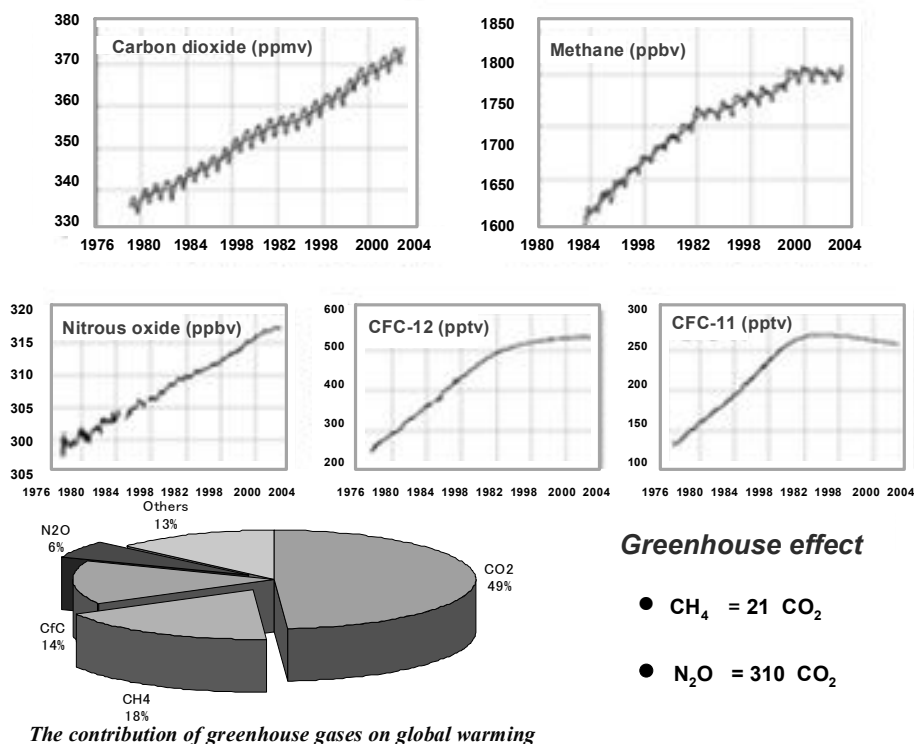 380
370
360
350
340
330
Carbon dioxide (ppmv)
1976 1980 1984 1998 1982 1998 2000 2004
1850
1800
1750
1700
1650
1600
Methane (ppbv)
1980 1984 1998 1982 1998 2000 2004
320
315
310
305
300
305
Nitrous oxide (ppbv)
1976 1980 1984 1998 1982 1998 2000 2004
600
500
400
300
200
CFC-12 (pptv)
1976 1980 1984 1998 1982 1998 2000 2004
300
250
200
150
100
CFC-11 (pptv)
1976 1980 1984 1998 1982 1998 2000 2004
Others
13%
N2O
6%
CO2
49%
CfC
14%
CH4
18%
The contribution of greenhouse gases on global warming
Greenhouse effect
● CH₄ = 21 CO₂
● N₂O = 310 CO₂